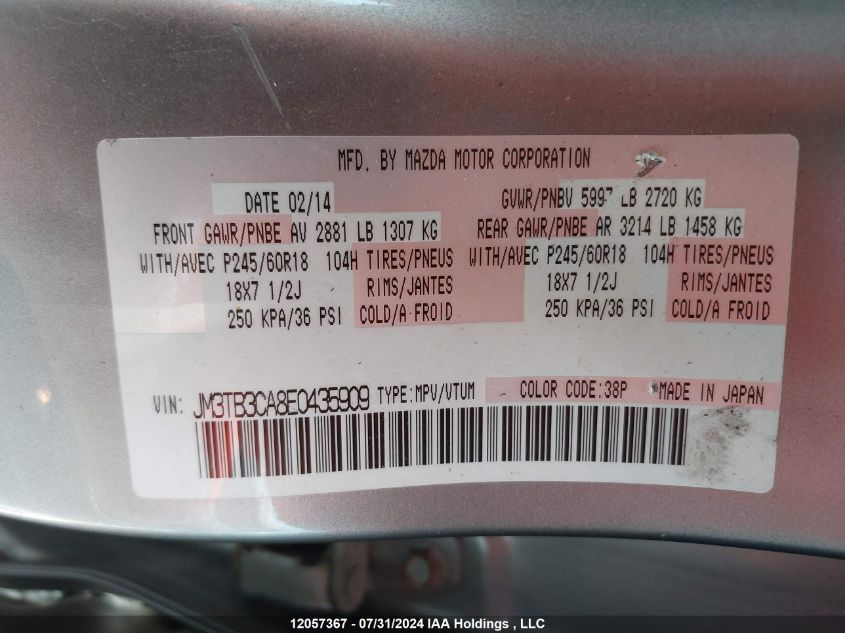 MFD. BY MAZDA MOTOR CORPORATION
DATE 02/14 GVWR/PNBV 5997 LB 2720 KG
FRONT GAWR/PNBE AV 2881 LB 1307 KG REAR GAWR/PNBE AR 3214 LB 1458 KG
WITH/AVEC P245/60R18 104H TIRES/PNEUS WITH/AVEC P245/60R18 104H TIRES/PNEUS
18X7 1/2J RIMS/JANTES 18X7 1/2J RIMS/JANTES
250 KPA/36 PSI COLD/A FROID 250 KPA/36 PSI COLD/A FROID
VIN: JM3TB3CA8E0435909 TYPE:MPV/VTUM COLOR CODE:38P MADE IN JAPAN
12057367 - 07/31/2024 IAA Holdings , LLC